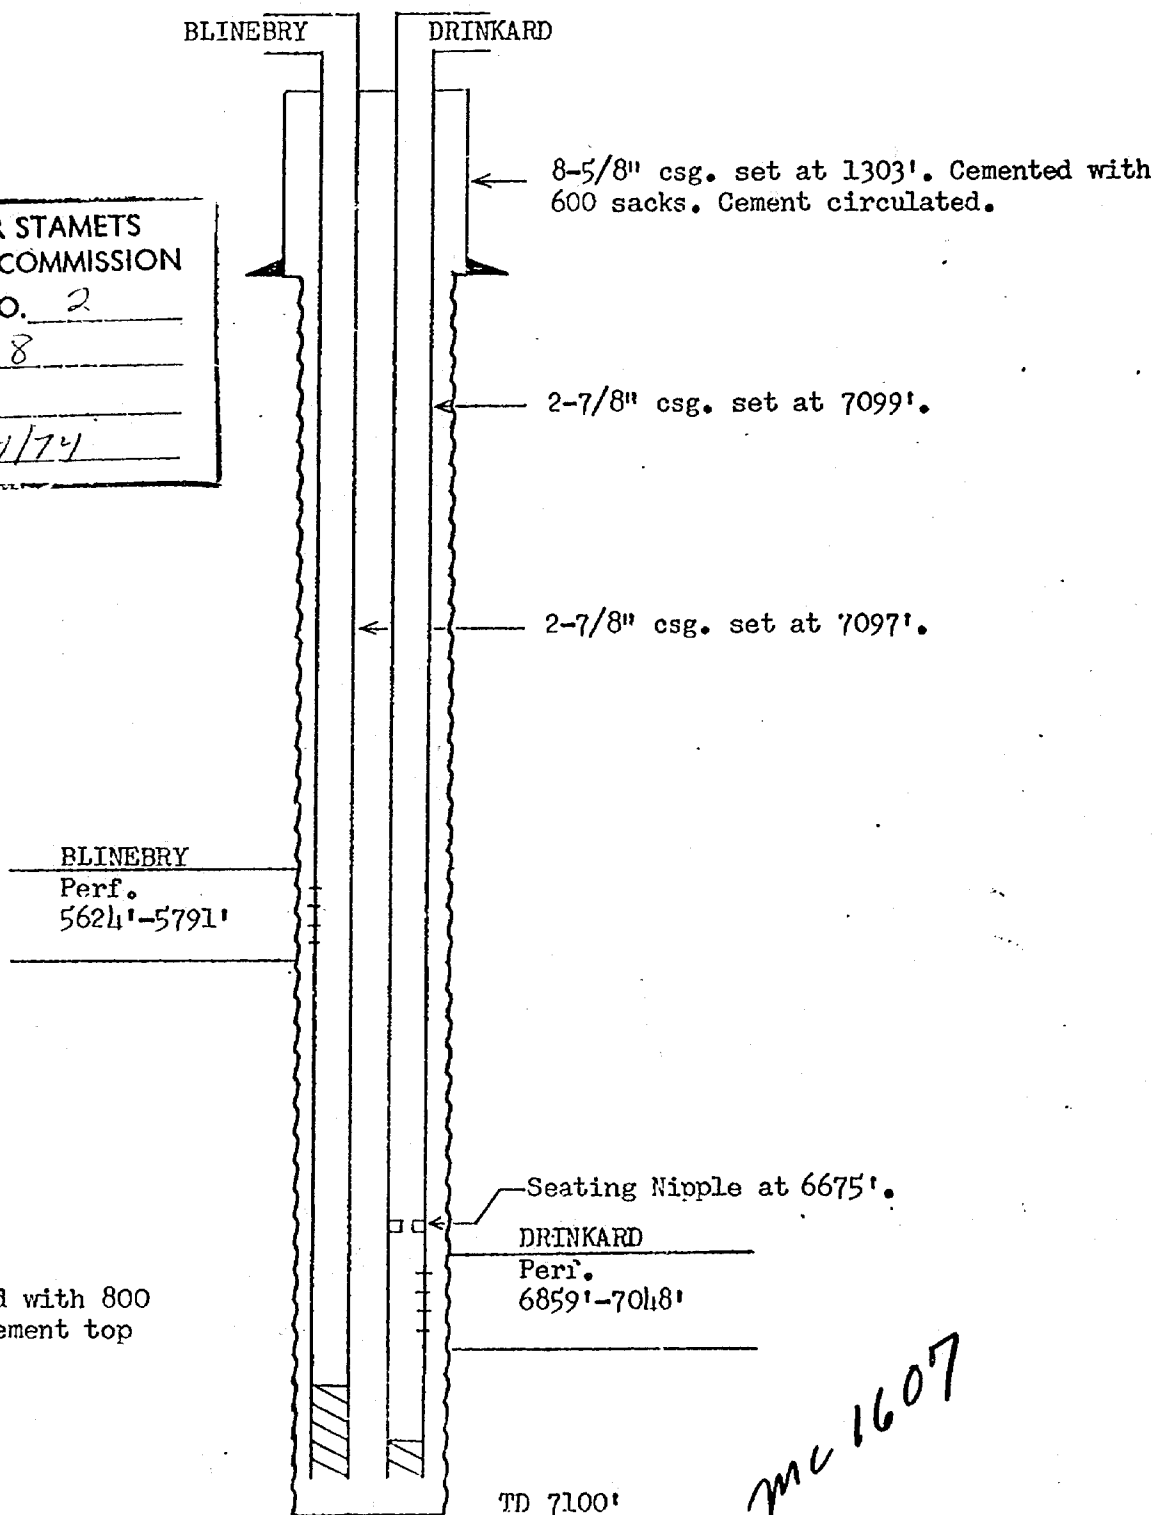 BLINEBRY DRINKARD
8-5/8" csg. set at 1303'. Cemented with
600 sacks. Cement circulated.
STAMETS
COMMISSION
O. 2
8
/74
2-7/8" csg. set at 7099'.
2-7/8" csg. set at 7097'.
BLINEBRY
Perf.
5624'-5791'
Seating Nipple at 6675'.
DRINKARD
Perf.
6859'-7048'
d with 800
ement top
TD 7100'
mc 1607